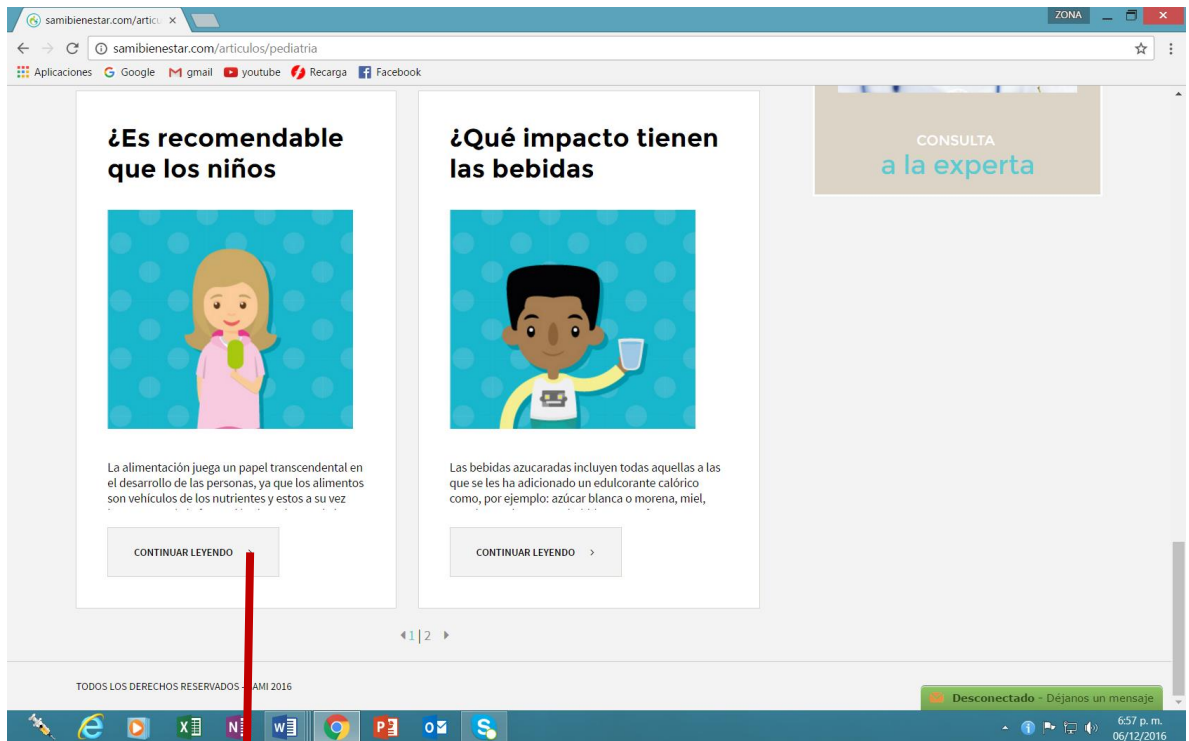 samibienestar.com/artícu
ZONA
samibienestar.com/articulos/pediatria
Aplicaciones Google gmail youtube Recarga Facebook
¿Es recomendable
que los niños
La alimentación juega un papel transcendental en
el desarrollo de las personas, ya que los alimentos
son vehículos de los nutrientes y estos a su vez
CONTINUAR LEYENDO >
¿Qué impacto tienen
las bebidas
Las bebidas azucaradas incluyen todas aquellas a las
que se les ha adicionado un edulcorante calórico
como, por ejemplo: azúcar blanca o morena, miel,
CONTINUAR LEYENDO >
CONSULTA
a la experta
1|2
TODOS LOS DERECHOS RESERVADOS - SAMI 2016
Desconectado - Déjanos un mensaje
6:57 p. m.
06/12/2016